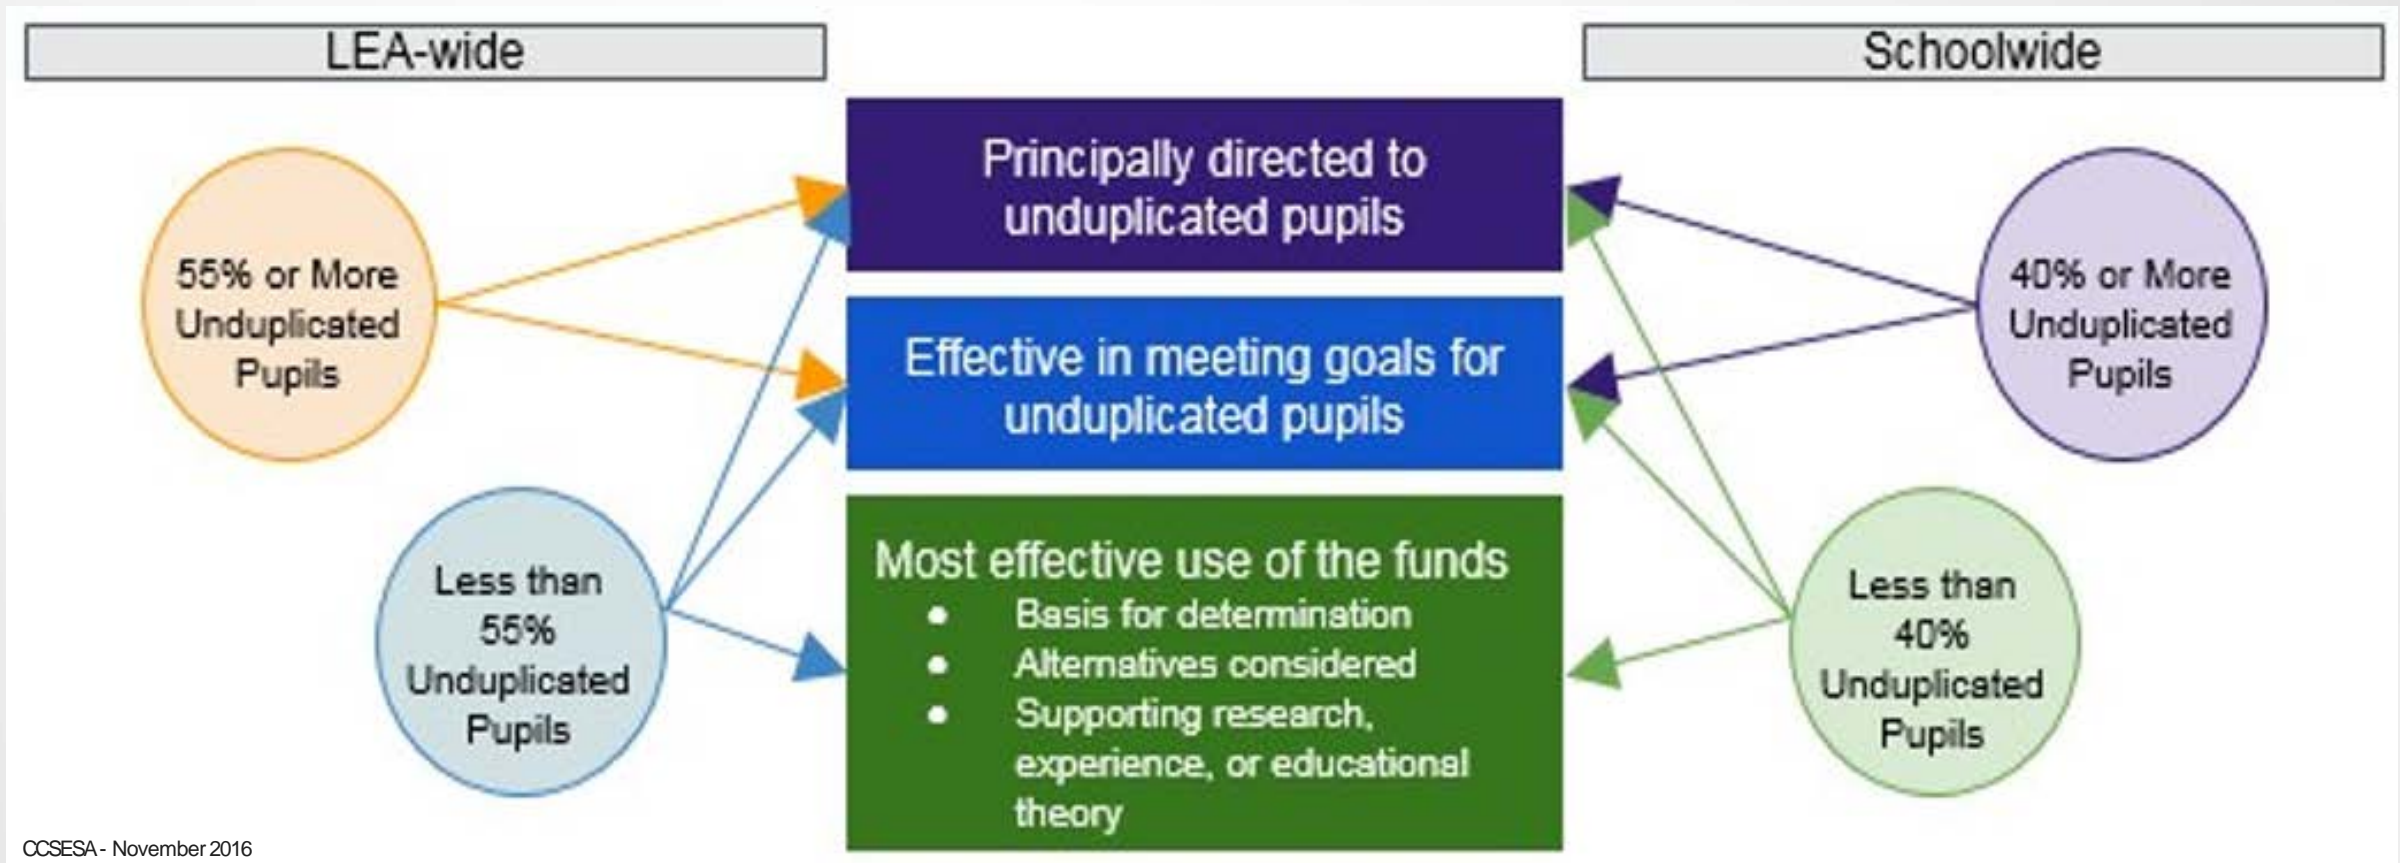 LEA-wide
Schoolwide
55% or More
Unduplicated
Pupils
Less than
55%
Unduplicated
Pupils
Principally directed to
unduplicated pupils
Effective in meeting goals for
unduplicated pupils
Most effective use of the funds
● Basis for determination
● Alternatives considered
● Supporting research,
experience, or educational
theory
40% or More
Unduplicated
Pupils
Less than
40%
Unduplicated
Pupils
CCSESA - November 2016